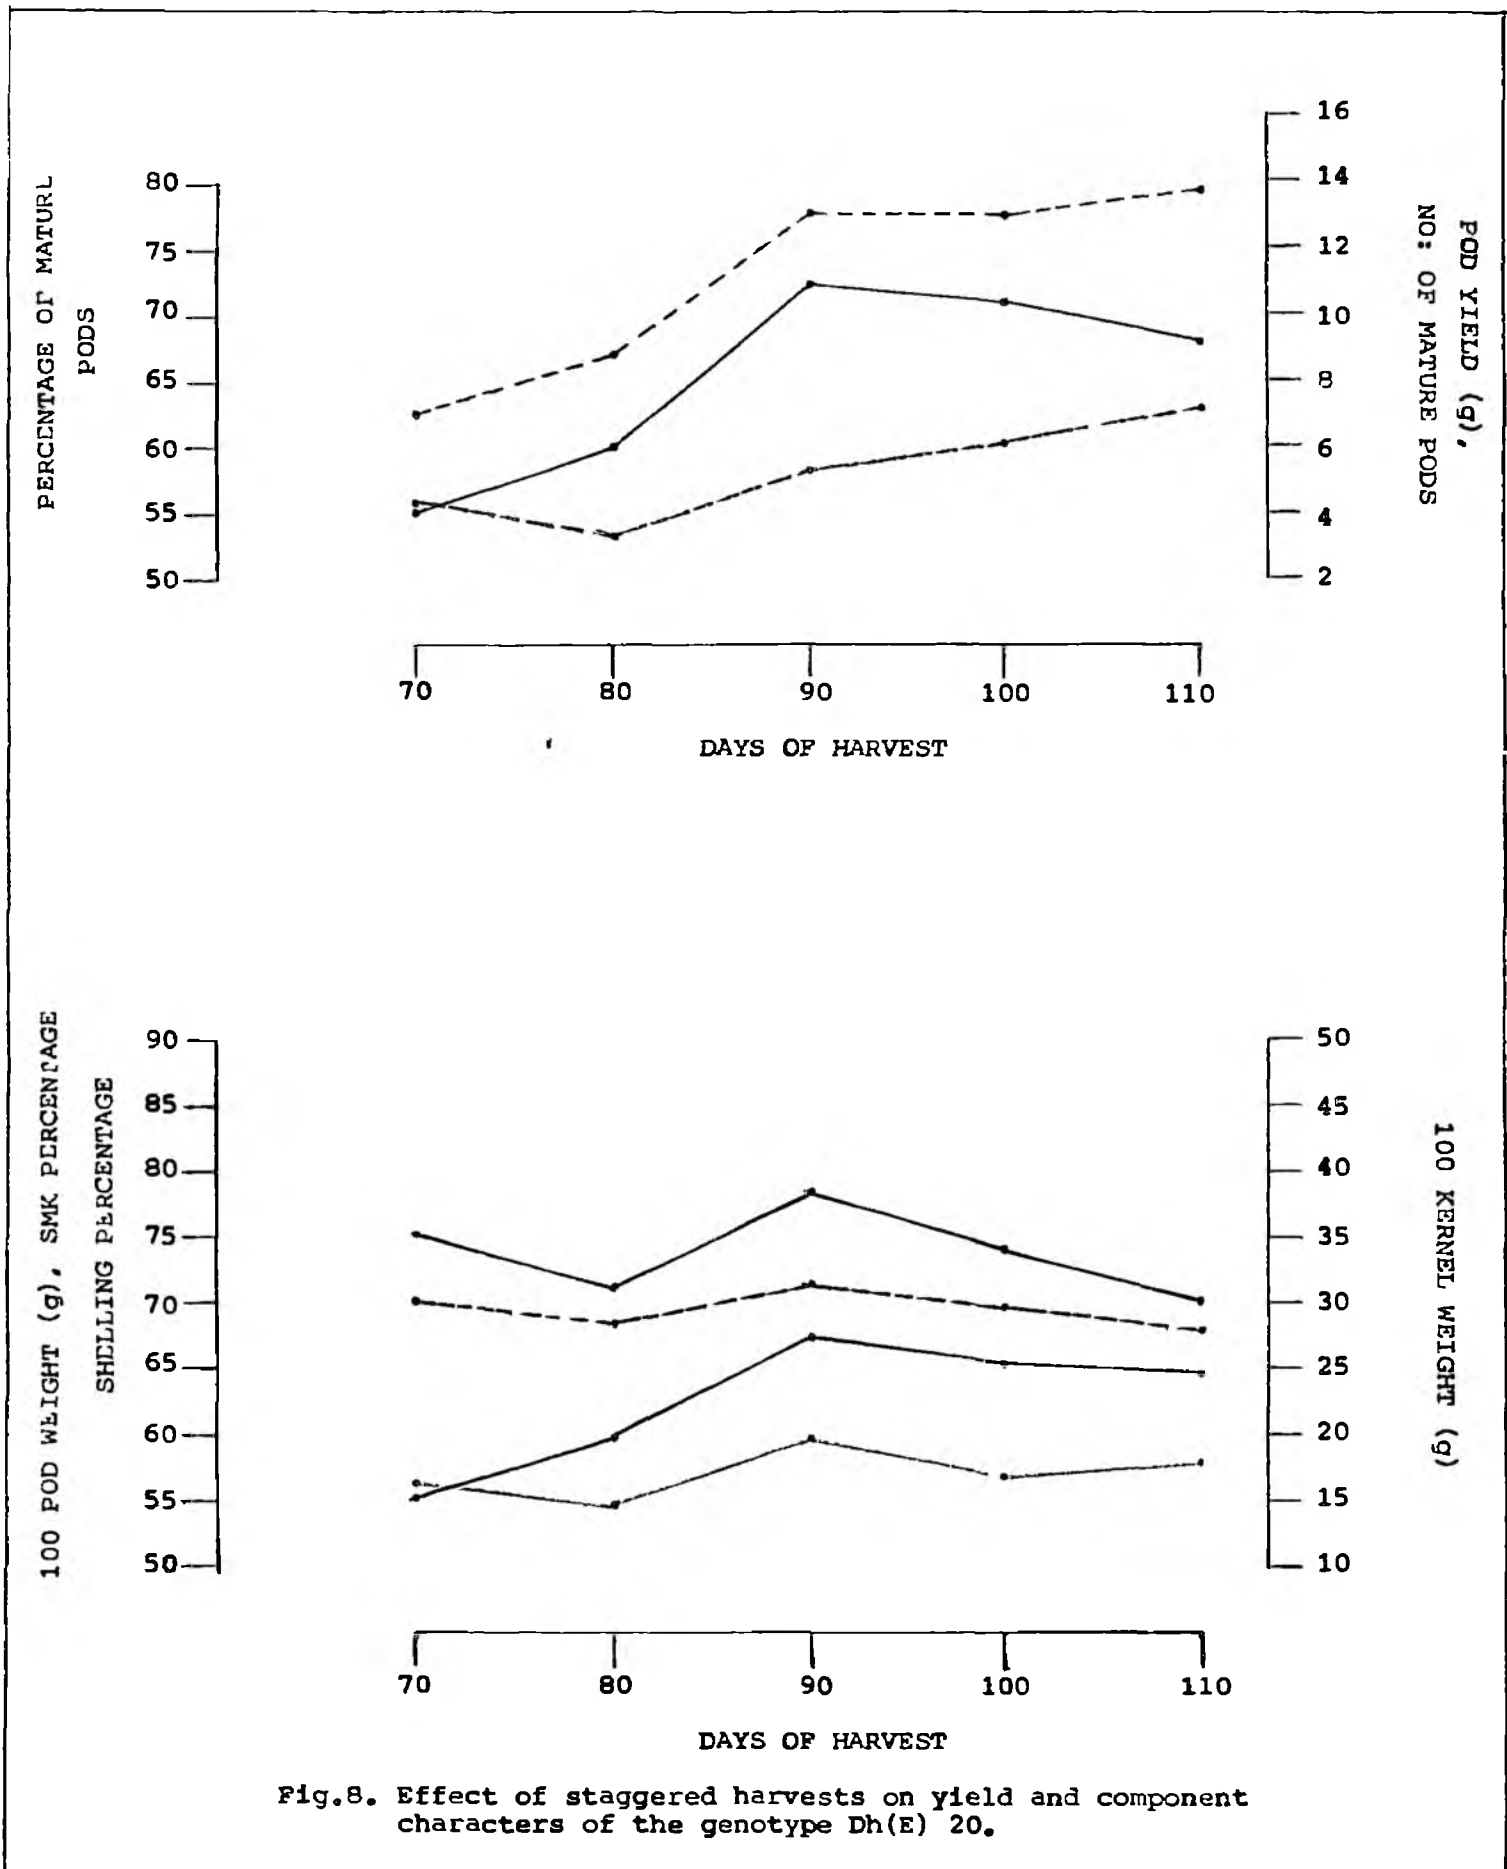 PERCENTAGE OF MATURE
PODS
80
75
70
65
60
55
50
16
14
12
10
8
6
4
2
POD YIELD (g),
NO: OF MATURE PODS
70 80 90 100 110
DAYS OF HARVEST
100 POD WEIGHT (g), SMK PERCENTAGE
SHELLING PERCENTAGE
90
85
80
75
70
65
60
55
50
50
45
40
35
30
25
20
15
10
100 KERNEL WEIGHT (g)
70 80 90 100 110
DAYS OF HARVEST
Fig.8. Effect of staggered harvests on yield and component
characters of the genotype Dh(E) 20.